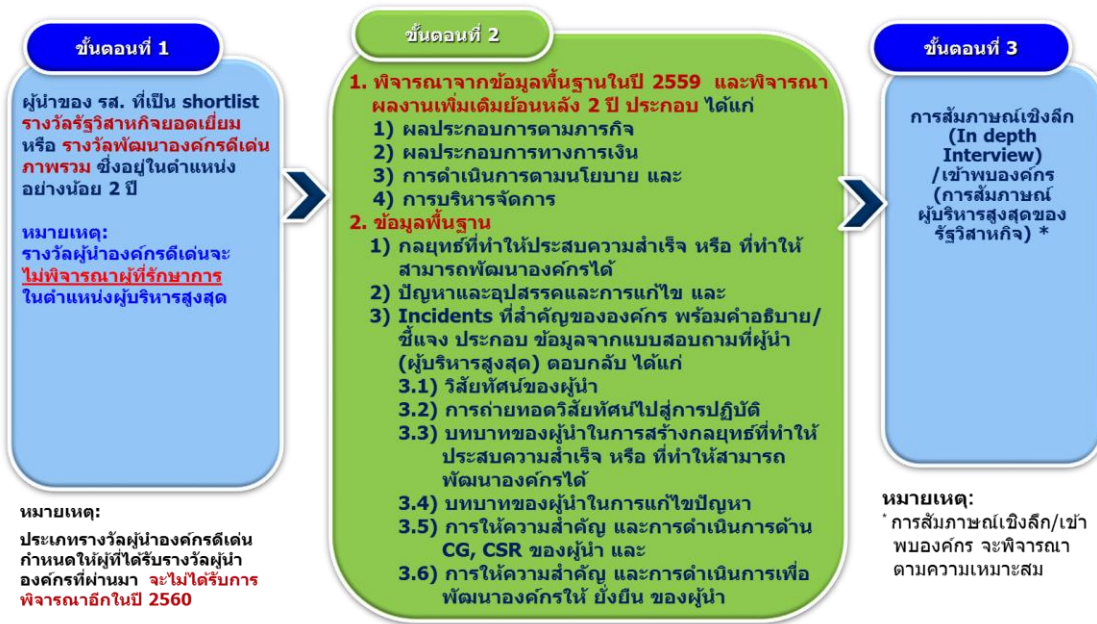 ขั้นตอนที่ 1
ผู้นำของ รส. ที่เป็น shortlist
รางวัลรัฐวิสาหกิจยอดเยี่ยม
หรือ รางวัลพัฒนาองค์กรดีเด่น
ภาพรวม ซึ่งอยู่ในตำแหน่ง
อย่างน้อย 2 ปี
หมายเหตุ:
รางวัลผู้นำองค์กรดีเด่นจะ
ไม่พิจารณาผู้ที่รักษาการ
ในตำแหน่งผู้บริหารสูงสุด
หมายเหตุ:
ประเภทรางวัลผู้นำองค์กรดีเด่น
กำหนดให้ผู้ที่ได้รับรางวัลผู้นำ
องค์กรที่ผ่านมา จะไม่ได้รับการ
พิจารณาอีกในปี 2560
ขั้นตอนที่ 2
1. พิจารณาจากข้อมูลพื้นฐานในปี 2559 และพิจารณา
ผลงานเพิ่มเติมย้อนหลัง 2 ปี ประกอบ ได้แก่
1) ผลประกอบการตามภารกิจ
2) ผลประกอบการทางการเงิน
3) การดำเนินการตามนโยบาย และ
4) การบริหารจัดการ
2. ข้อมูลพื้นฐาน
1) กลยุทธ์ที่ทำให้ประสบความสำเร็จ หรือ ที่ทำให้
สามารถพัฒนาองค์กรได้
2) ปัญหาและอุปสรรคและการแก้ไข และ
3) Incidents ที่สำคัญขององค์กร พร้อมคำอธิบาย/
ชี้แจง ประกอบ ข้อมูลจากแบบสอบถามที่ผู้นำ
(ผู้บริหารสูงสุด) ตอบกลับ ได้แก่
3.1) วิสัยทัศน์ของผู้นำ
3.2) การถ่ายทอดวิสัยทัศน์ไปสู่การปฏิบัติ
3.3) บทบาทของผู้นำในการสร้างกลยุทธ์ที่ทำให้
ประสบความสำเร็จ หรือ ที่ทำให้สามารถ
พัฒนาองค์กรได้
3.4) บทบาทของผู้นำในการแก้ไขปัญหา
3.5) การให้ความสำคัญ และการดำเนินการด้าน
CG, CSR ของผู้นำ และ
3.6) การให้ความสำคัญ และการดำเนินการเพื่อ
พัฒนาองค์กรให้ ยั่งยืน ของผู้นำ
ขั้นตอนที่ 3
การสัมภาษณ์เชิงลึก
(In depth
Interview)
/เข้าพบองค์กร
(การสัมภาษณ์
ผู้บริหารสูงสุดของ
รัฐวิสาหกิจ) *
หมายเหตุ:
* การสัมภาษณ์เชิงลึก/เข้า
พบองค์กร จะพิจารณา
ตามความเหมาะสม